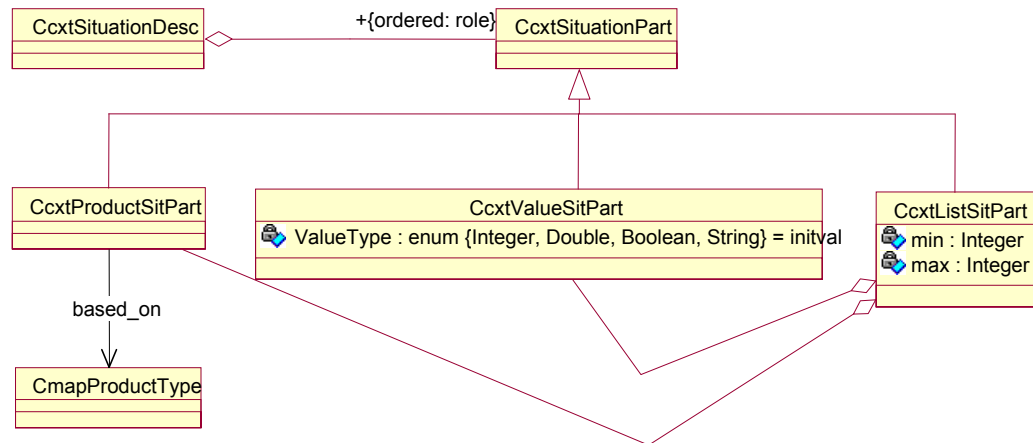 CcxtSituationDesc
+{ordered: role}
CcxtSituationPart
CcxtProductSitPart
CcxtValueSitPart
ValueType : enum {Integer, Double, Boolean, String} = initval
CcxtListSitPart
min : Integer
max : Integer
based_on
CmapProductType